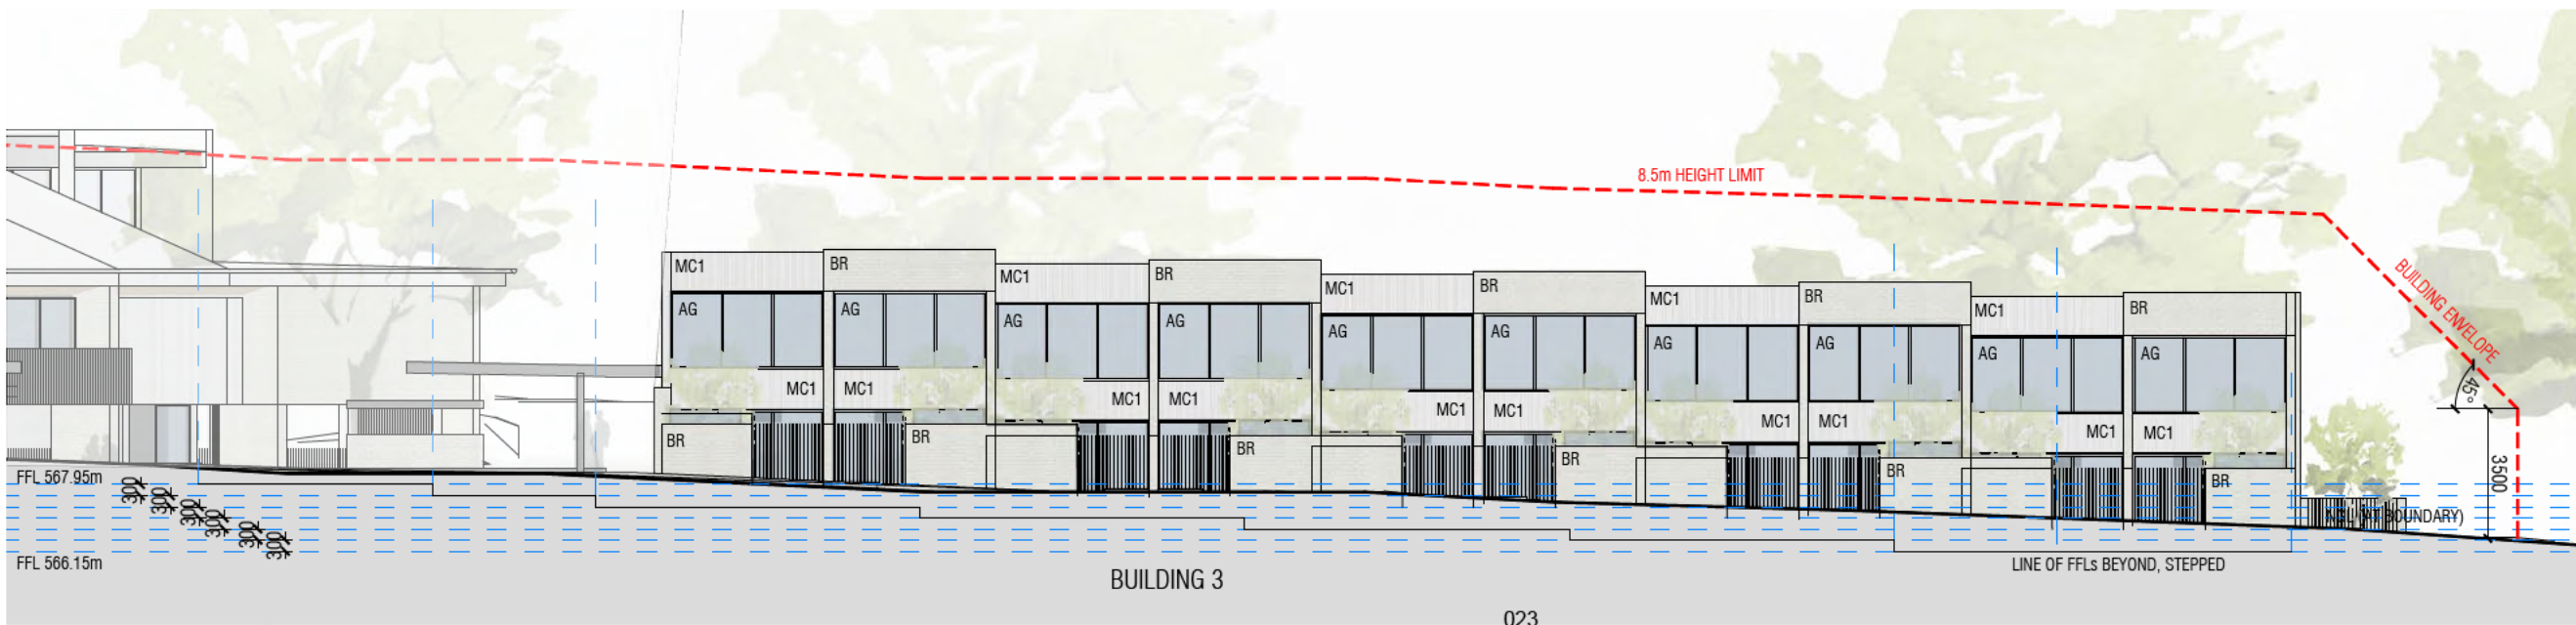 8.5m HEIGHT LIMIT
BUILDING ENVELOPE
45°
3500
MC1
BR
MC1
BR
MC1
BR
MC1
BR
MC1
BR
AG
AG
AG
AG
AG
AG
AG
AG
AG
AG
MC1
MC1
MC1
MC1
MC1
MC1
MC1
MC1
MC1
MC1
BR
BR
BR
BR
BR
BR
FFL 567.95m
300
300
300
300
300
300
FFL 566.15m
AT BOUNDARY)
LINE OF FFLs BEYOND, STEPPED
BUILDING 3
023